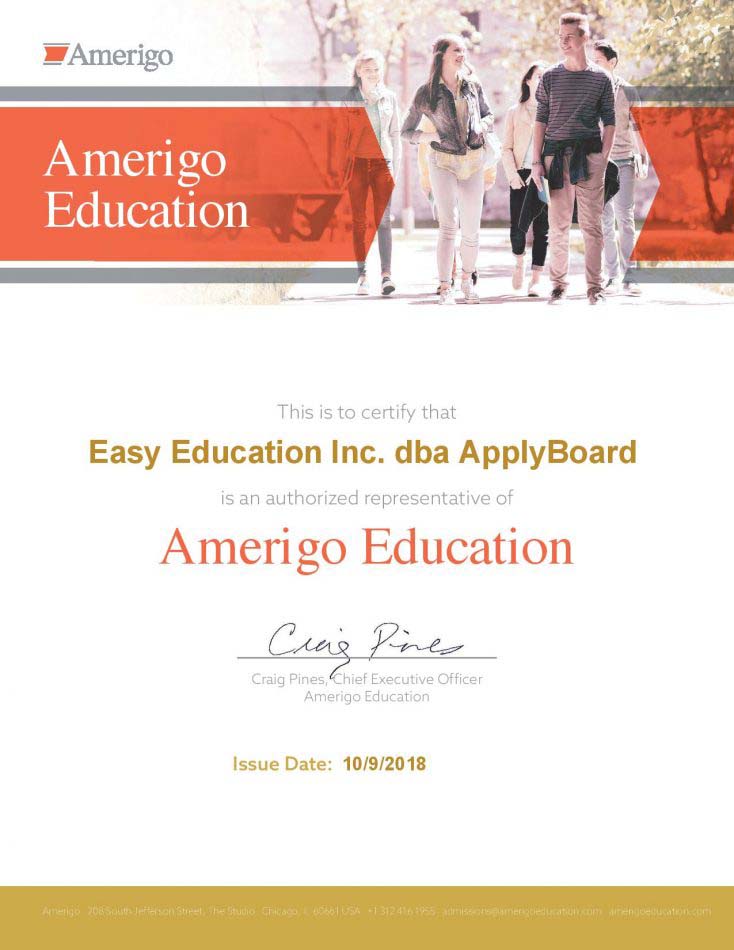 Amerigo
Amerigo
Education
This is to certify that
Easy Education Inc. dba ApplyBoard
is an authorized representative of
Amerigo Education
Craig Pines
Craig Pines, Chief Executive Officer
Amerigo Education
Issue Date: 10/9/2018
Amerigo 208 South Jefferson Street, The Studio Chicago, IL 60661 USA +1 312 416 1955 admissions@amerigoeducation.com amerigoeducation.com